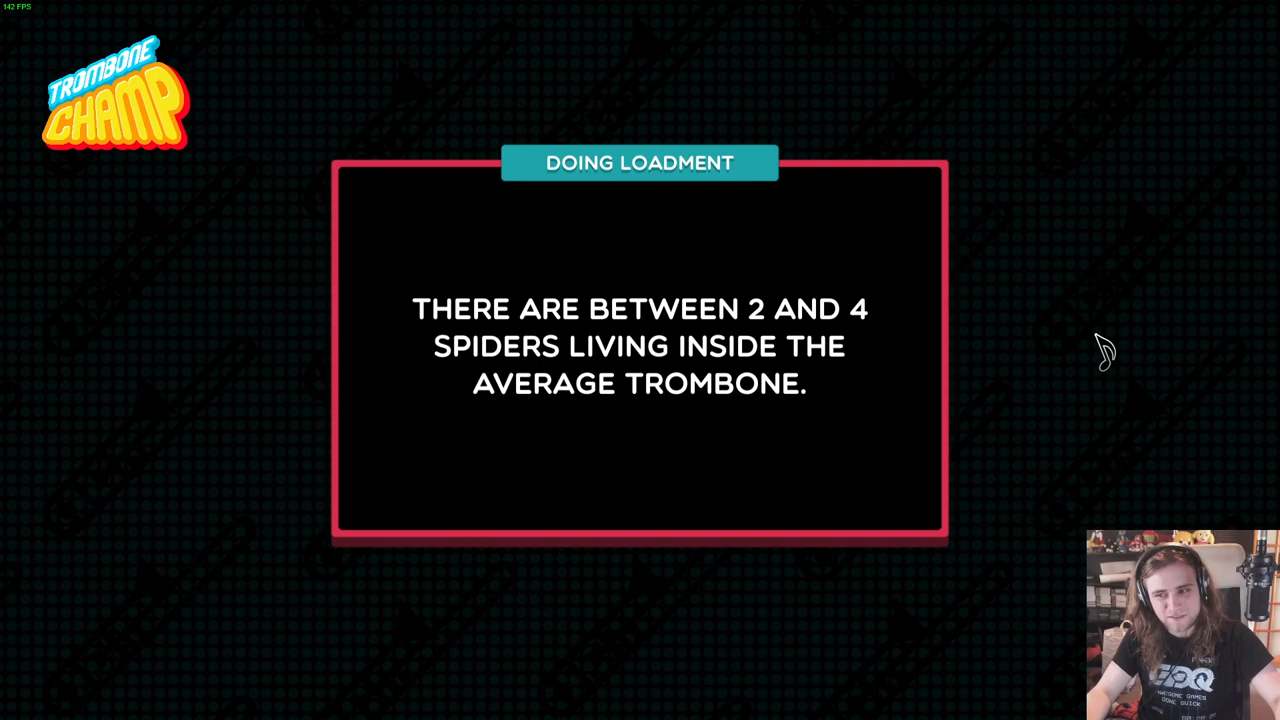 142 FPS
TROMBONE
CHAMP
DOING LOADMENT
THERE ARE BETWEEN 2 AND 4
SPIDERS LIVING INSIDE THE
AVERAGE TROMBONE.
GDQ
AWESOME GAMES
DONE QUICK